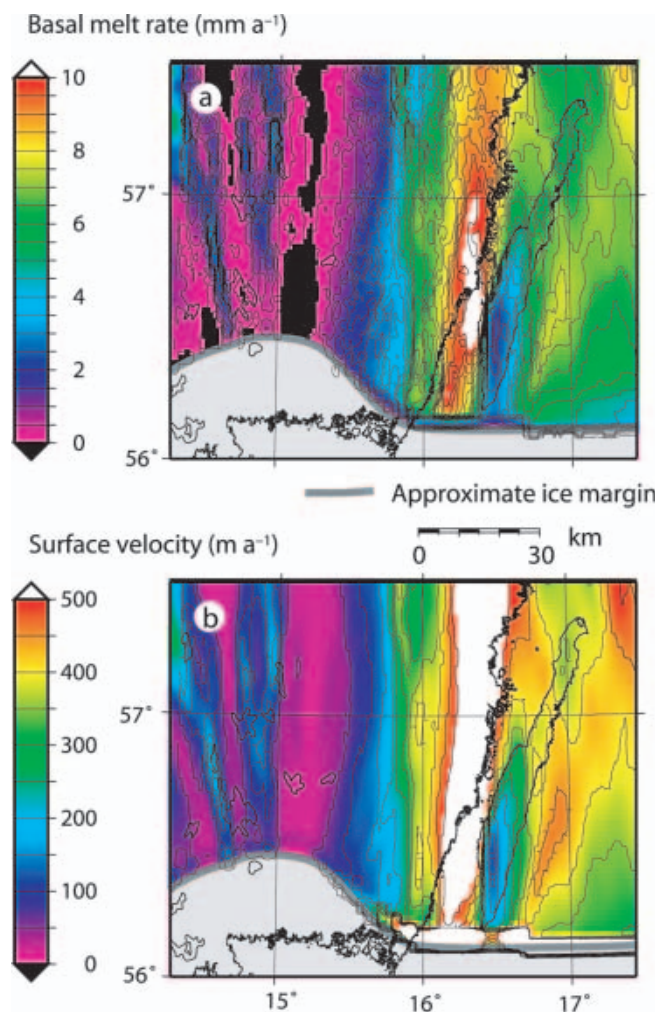 Basal melt rate (mm a⁻¹)
10
8
6
4
2
0
a
57°
56°
Approximate ice margin
Surface velocity (m a⁻¹)
0 30 km
500
400
300
200
100
0
b
57°
56°
15° 16° 17°